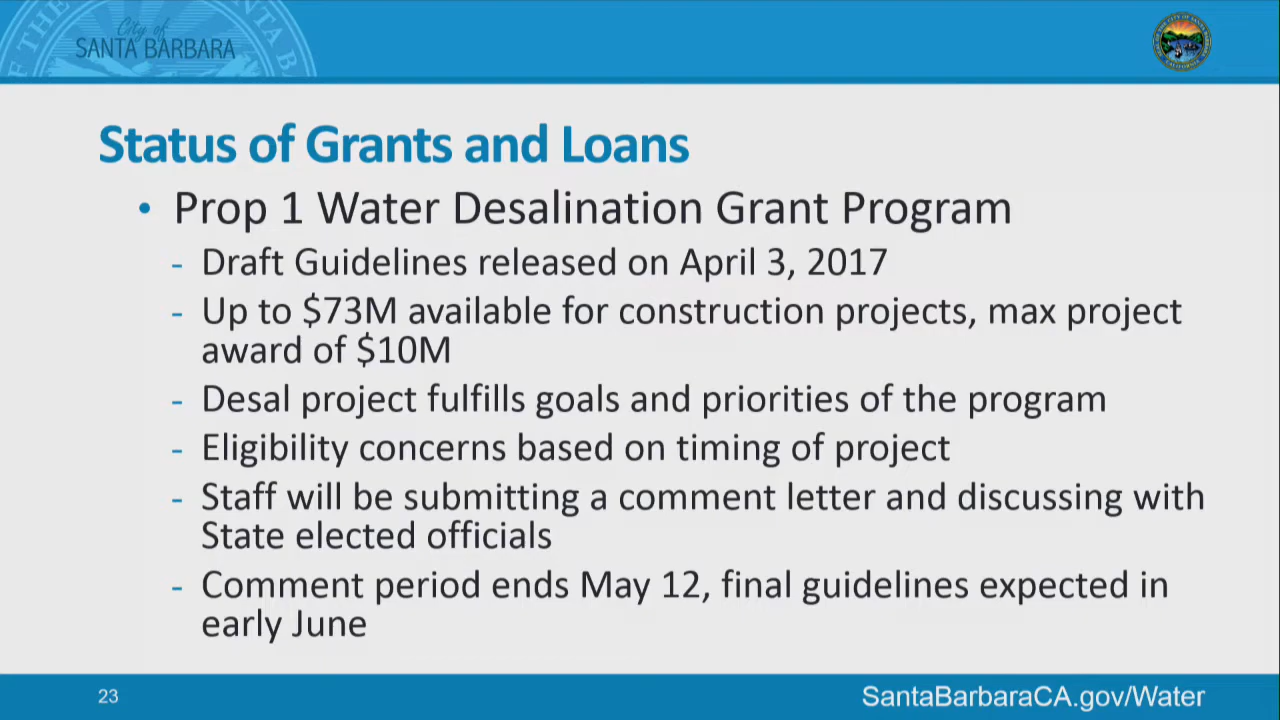 City of
SANTA BARBARA
Status of Grants and Loans
• Prop 1 Water Desalination Grant Program
- Draft Guidelines released on April 3, 2017
- Up to $73M available for construction projects, max project
award of $10M
- Desal project fulfills goals and priorities of the program
- Eligibility concerns based on timing of project
- Staff will be submitting a comment letter and discussing with
State elected officials
- Comment period ends May 12, final guidelines expected in
early June
23
SantaBarbaraCA.gov/Water